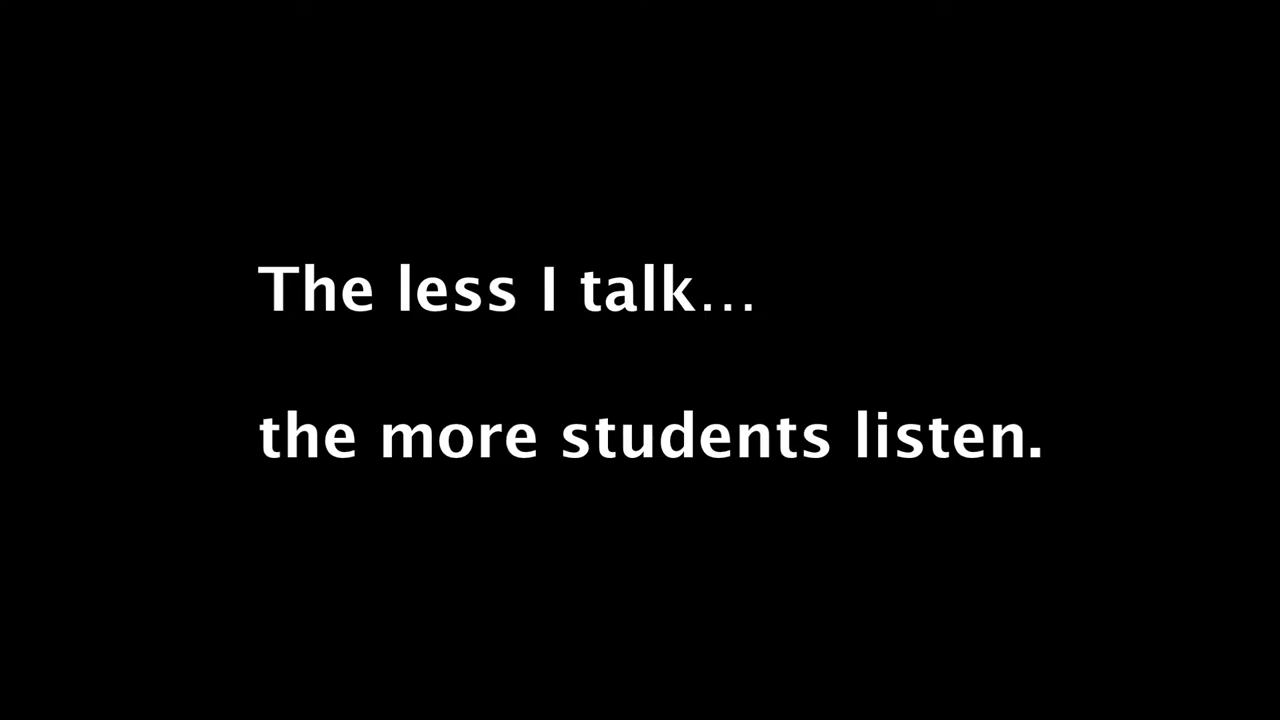 The less I talk…
the more students listen.